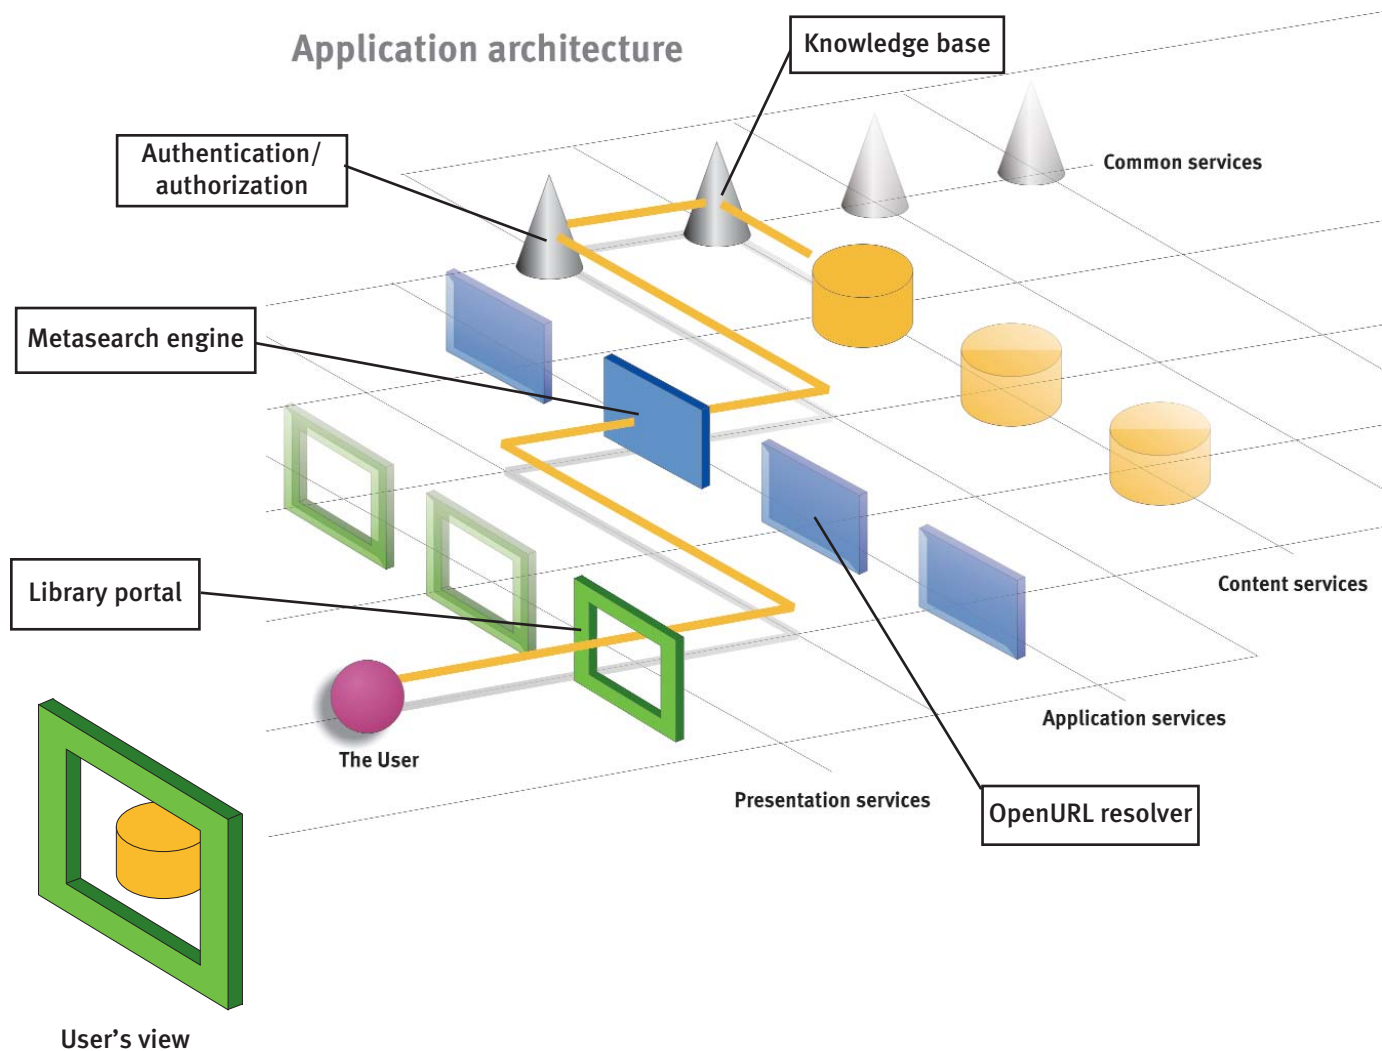 Application architecture
Knowledge base
Authentication/
authorization
Common services
Metasearch engine
Content services
Library portal
Application services
The User
Presentation services
OpenURL resolver
User’s view